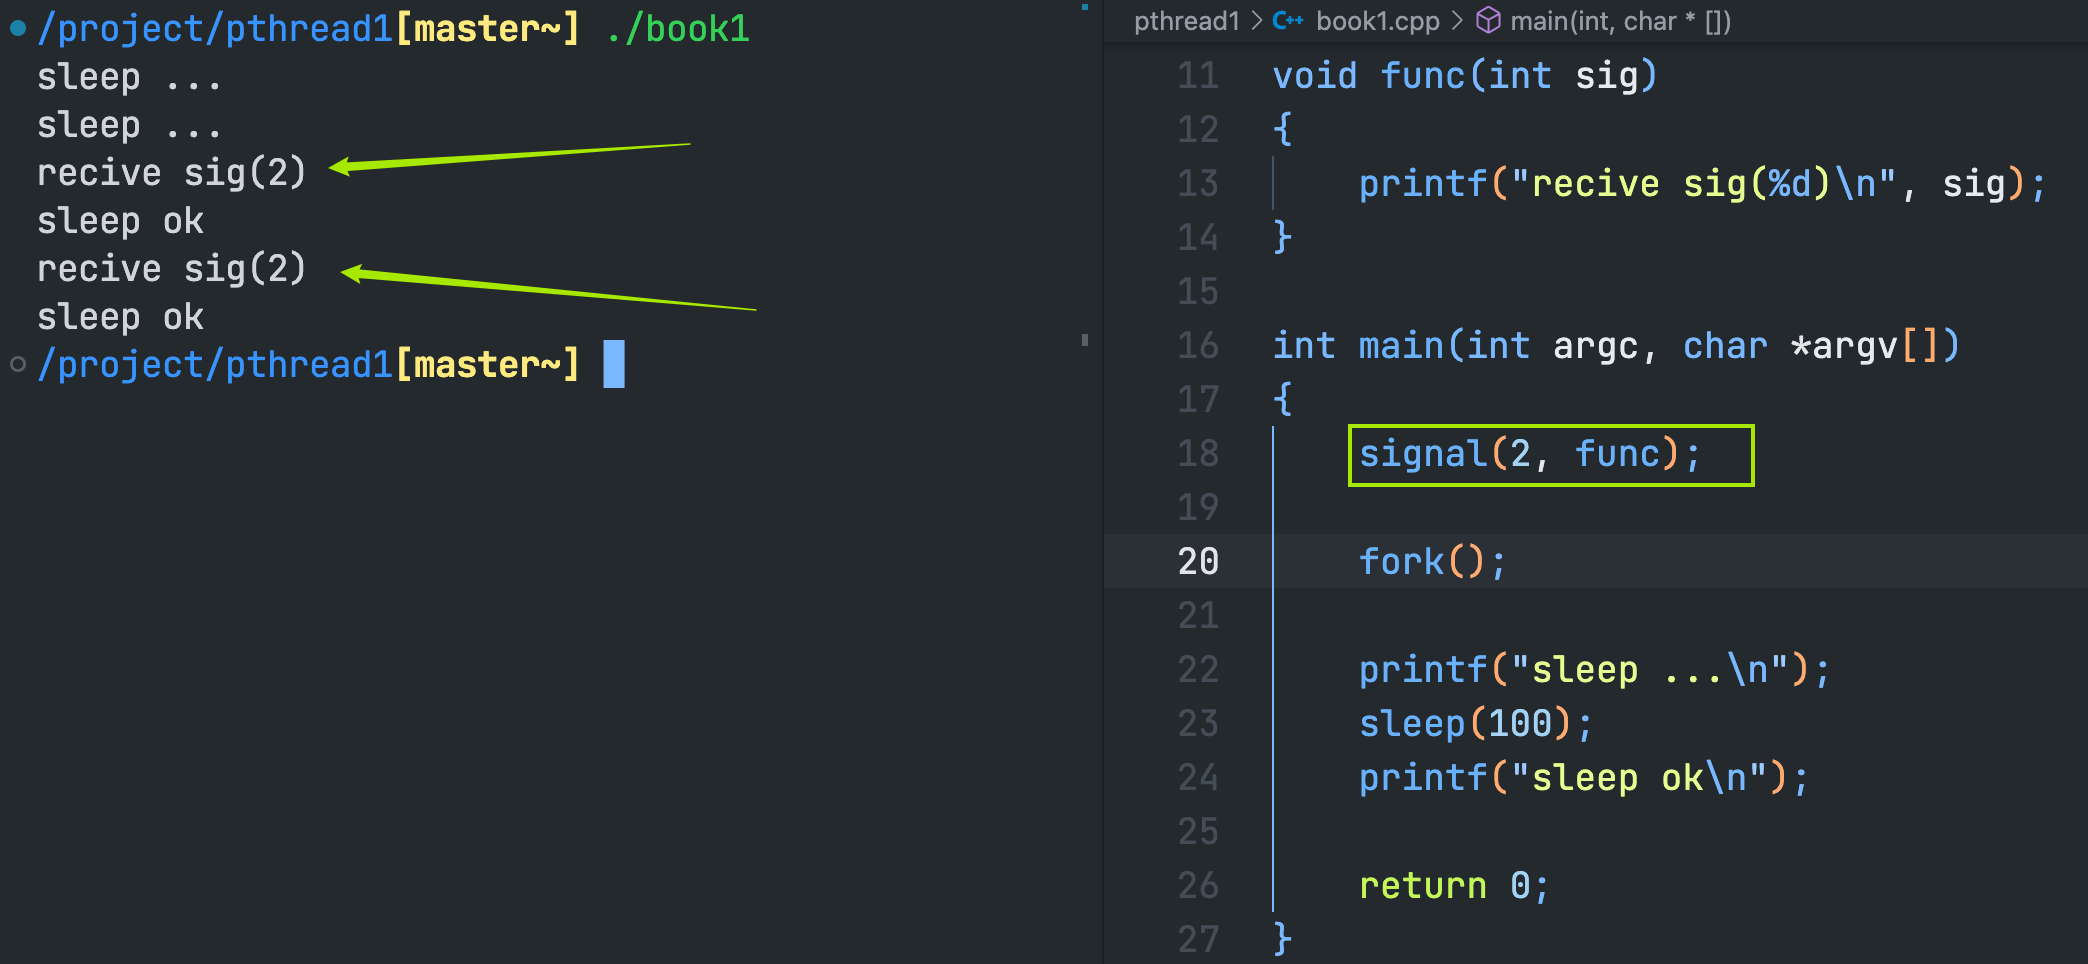 /project/pthread1[master~] ./book1
sleep ...
sleep ...
recive sig(2)
sleep ok
recive sig(2)
sleep ok
/project/pthread1[master~]
pthread1 > C++ book1.cpp > main(int, char * [])
11 void func(int sig)
12 {
13 printf("recive sig(%d)\n", sig);
14 }
15
16 int main(int argc, char *argv[])
17 {
18 signal(2, func);
19
20 fork();
21
22 printf("sleep ...\n");
23 sleep(100);
24 printf("sleep ok\n");
25
26 return 0;
27 }